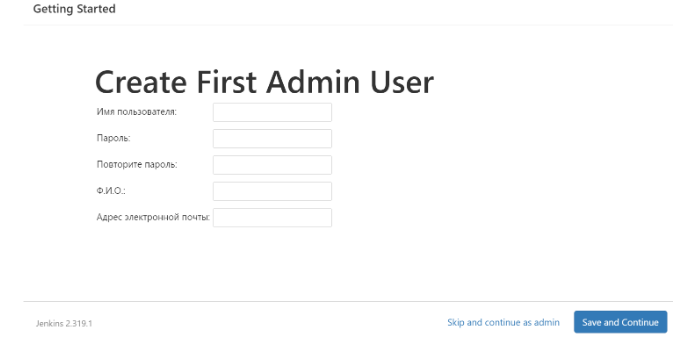 Getting Started
Create First Admin User
Имя пользователя:
Пароль:
Повторите пароль:
Ф.И.О.:
Адрес электронной почты:
Jenkins 2.319.1
Skip and continue as admin
Save and Continue